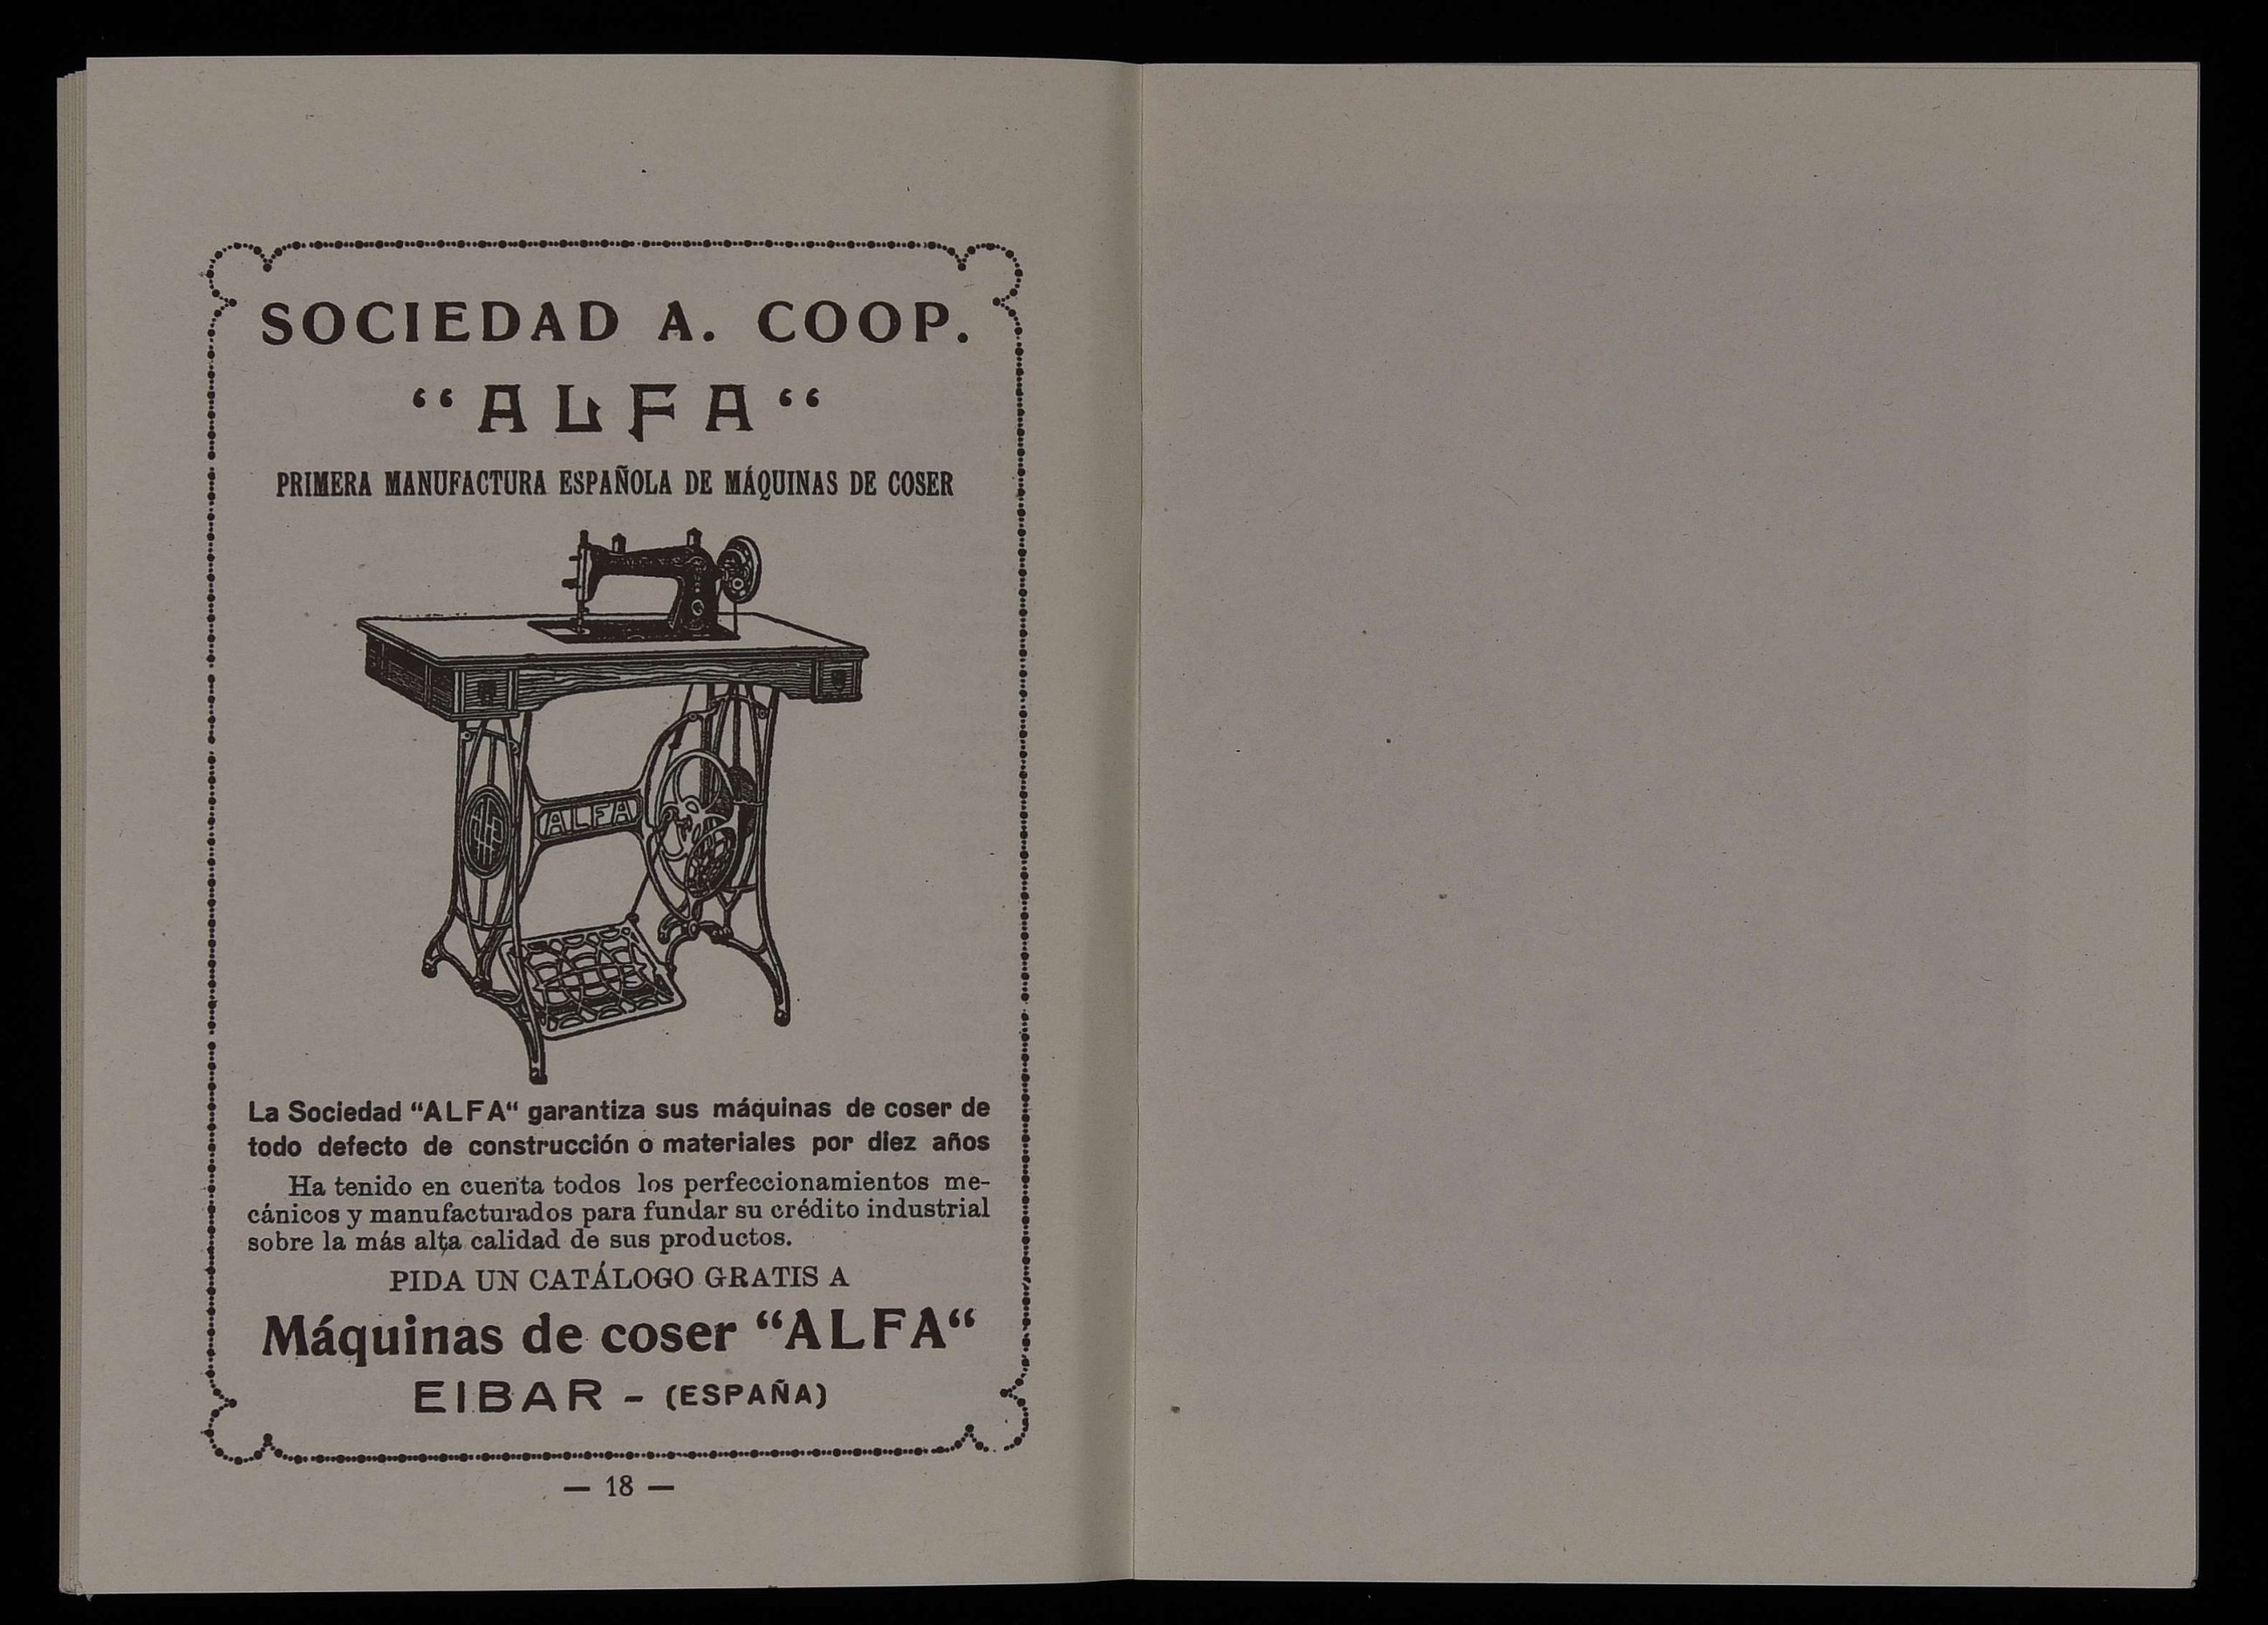 SOCIEDAD A. COOP.
“ALFA“
PRIMERA MANUFACTURA ESPAÑOLA DE MÁQUINAS DE COSER
ALFA
La Sociedad “ALFA“ garantiza sus máquinas de coser de
todo defecto de construcción o materiales por diez años
Ha tenido en cuenta todos los perfeccionamientos me-
cánicos y manufacturados para fundar su crédito industrial
sobre la más alta calidad de sus productos.
PIDA UN CATÁLOGO GRATIS A
Máquinas de coser “ALFA“
EIBAR - (ESPAÑA)
— 18 —